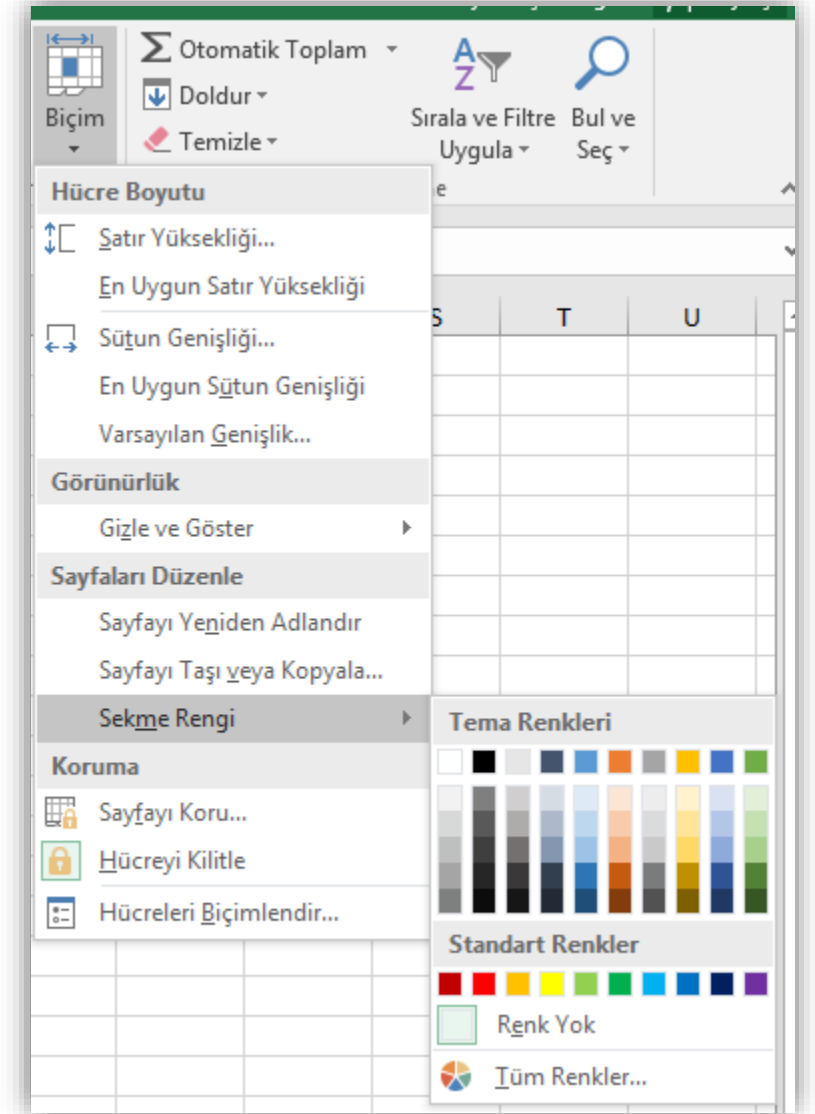 Σ Otomatik Toplam
Doldur
Biçim
Temizle
A
Z
Sırala ve Filtre
Uygula
Bul ve
Seç
Hücre Boyutu
Satır Yüksekliği...
En Uygun Satır Yüksekliği
Sütun Genişliği...
En Uygun Sütun Genişliği
Varsayılan Genişlik...
Görünürlük
Gizle ve Göster
Sayfaları Düzenle
Sayfayı Yeniden Adlandır
Sayfayı Taşı veya Kopyala...
Sekme Rengi
Koruma
Sayfayı Koru...
Hücreyi Kilitle
Hücreleri Biçimlendir...
e
S T U
Tema Renkleri
Standart Renkler
Renk Yok
Tüm Renkler...